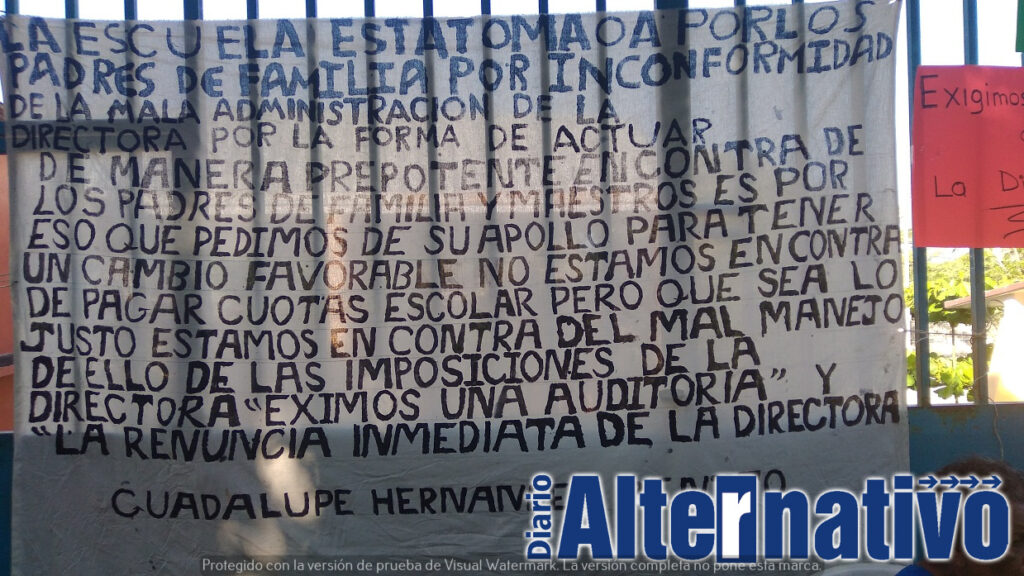 LA ESCUELA ESTA TOMAOA POR LOS
PADRES DE FAMILIA POR INCONFORMIDAD
DE LA MALA ADMINISTRACION DE LA
DIRECTORA POR LA FORMA DE ACTUAR
DE MANERA PREPOTENTE EN CONTRA DE
LOS PADRES DE FAMILIA Y MAESTROS ES POR
ESO QUE PEDIMOS DE SU APOLLO PARA TENER
UN CAMBIO FAVORABLE NO ESTAMOS EN CONTRA
DE PAGAR CUOTAS ESCOLAR PERO QUE SEA LO
JUSTO ESTAMOS EN CONTRA DEL MAL MANEJO
DE ELLO DE LAS IMPOSICIONES DE LA
DIRECTORA "EXIMOS UNA AUDITORIA" Y
"LA RENUNCIA INMEDIATA DE LA DIRECTORA
GUADALUPE
Exigimos
La
Diario Alternativo
Protegido con la versión de prueba de Visual Watermark. La versión completa no pone esta marca.